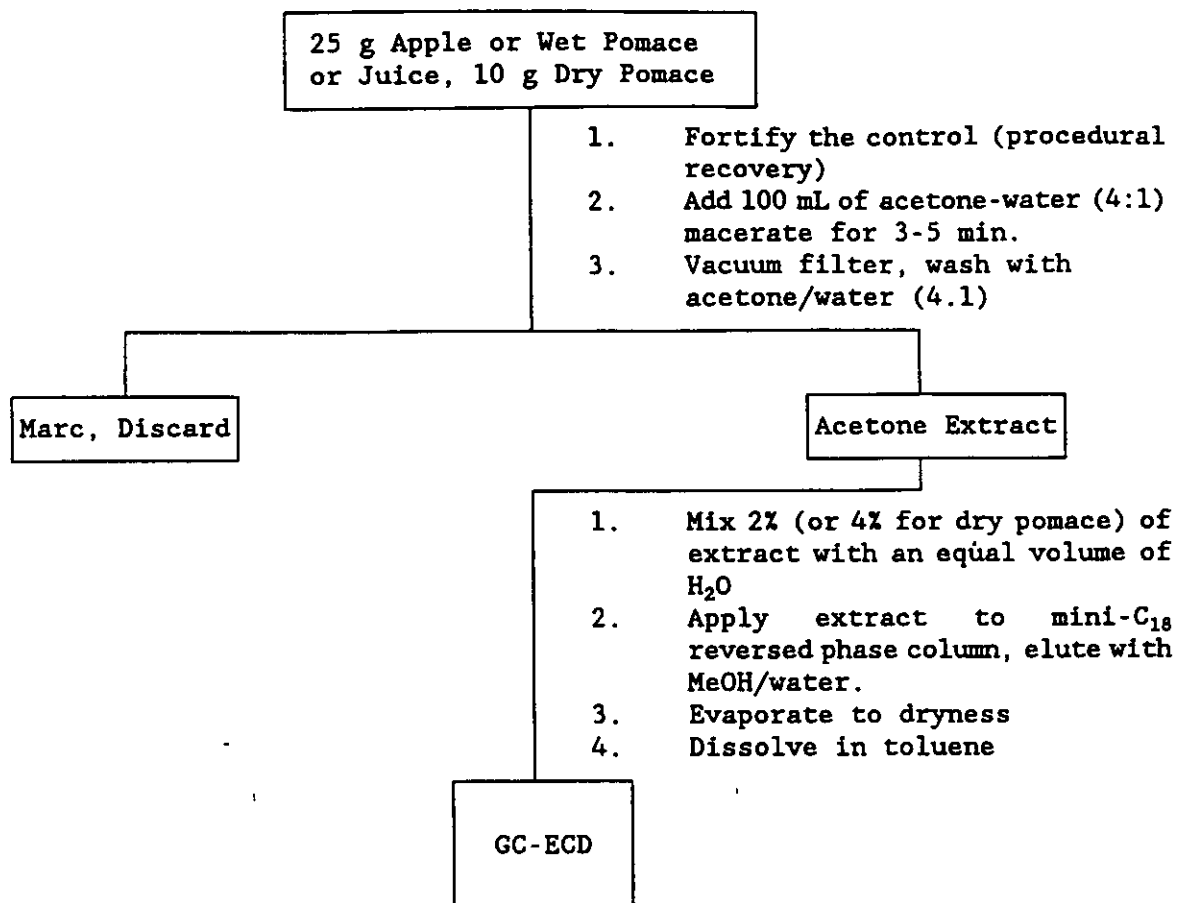 25 g Apple or Wet Pomace
or Juice, 10 g Dry Pomace
1. Fortify the control (procedural
recovery)
2. Add 100 mL of acetone-water (4:1)
macerate for 3-5 min.
3. Vacuum filter, wash with
acetone/water (4.1)
Marc, Discard
Acetone Extract
1. Mix 2% (or 4% for dry pomace) of
extract with an equal volume of
H₂O
2. Apply extract to mini-C₁₈
reversed phase column, elute with
MeOH/water.
3. Evaporate to dryness
4. Dissolve in toluene
GC-ECD